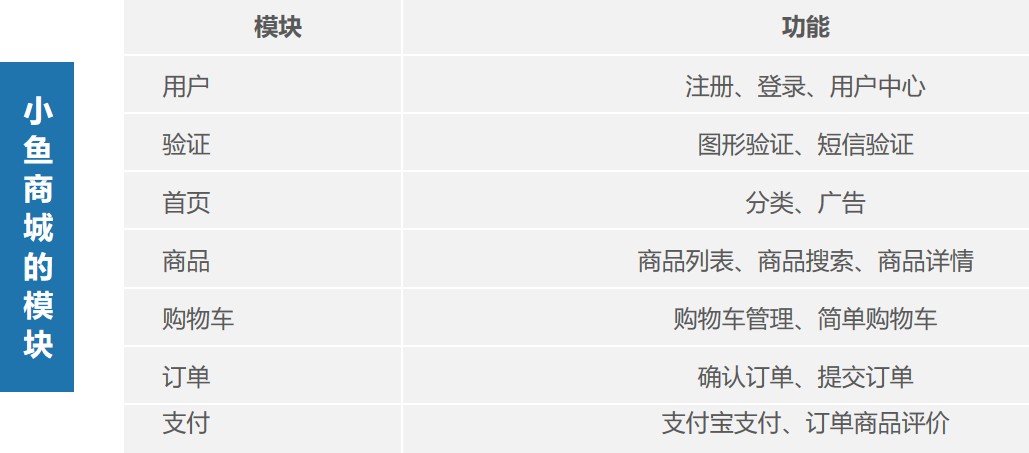 小鱼商城的模块
模块 功能
用户 注册、登录、用户中心
验证 图形验证、短信验证
首页 分类、广告
商品 商品列表、商品搜索、商品详情
购物车 购物车管理、简单购物车
订单 确认订单、提交订单
支付 支付宝支付、订单商品评价